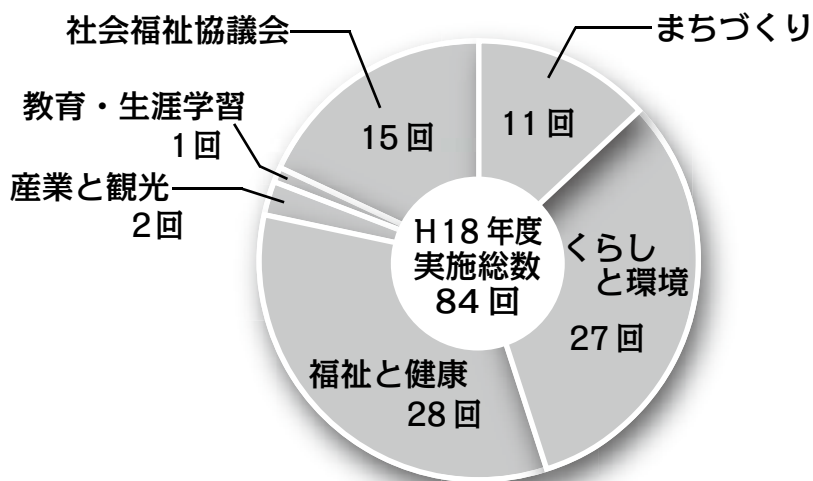 社会福祉協議会
15回
まちづくり
11回
教育・生涯学習
1回
産業と観光
2回
H18年度
実施総数
84回
くらし
と環境
27回
福祉と健康
28回